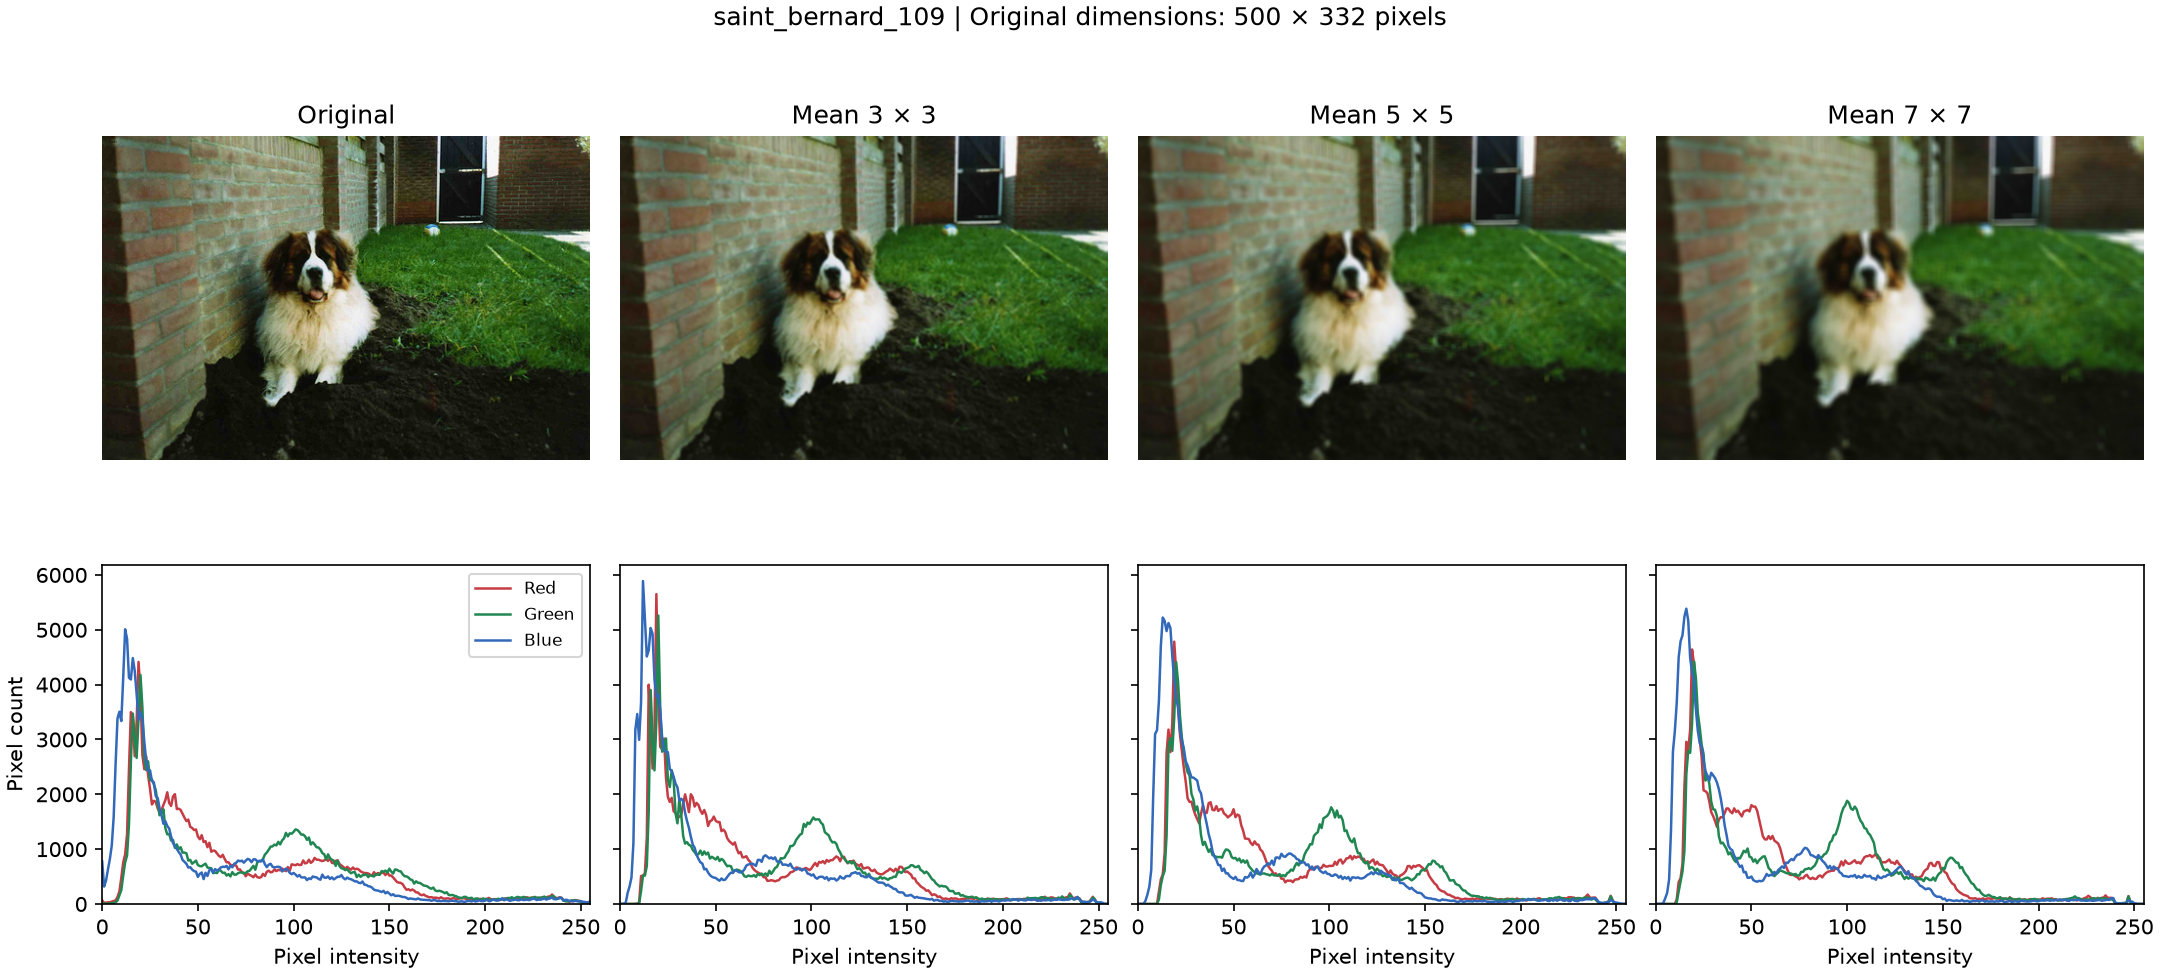 saint_bernard_109 | Original dimensions: 500 × 332 pixels
Original
Mean 3 × 3
Mean 5 × 5
Mean 7 × 7
Pixel count
6000
5000
4000
3000
2000
1000
0
Red
Green
Blue
0 50 100 150 200 250
0 50 100 150 200 250
0 50 100 150 200 250
0 50 100 150 200 250
Pixel intensity
Pixel intensity
Pixel intensity
Pixel intensity